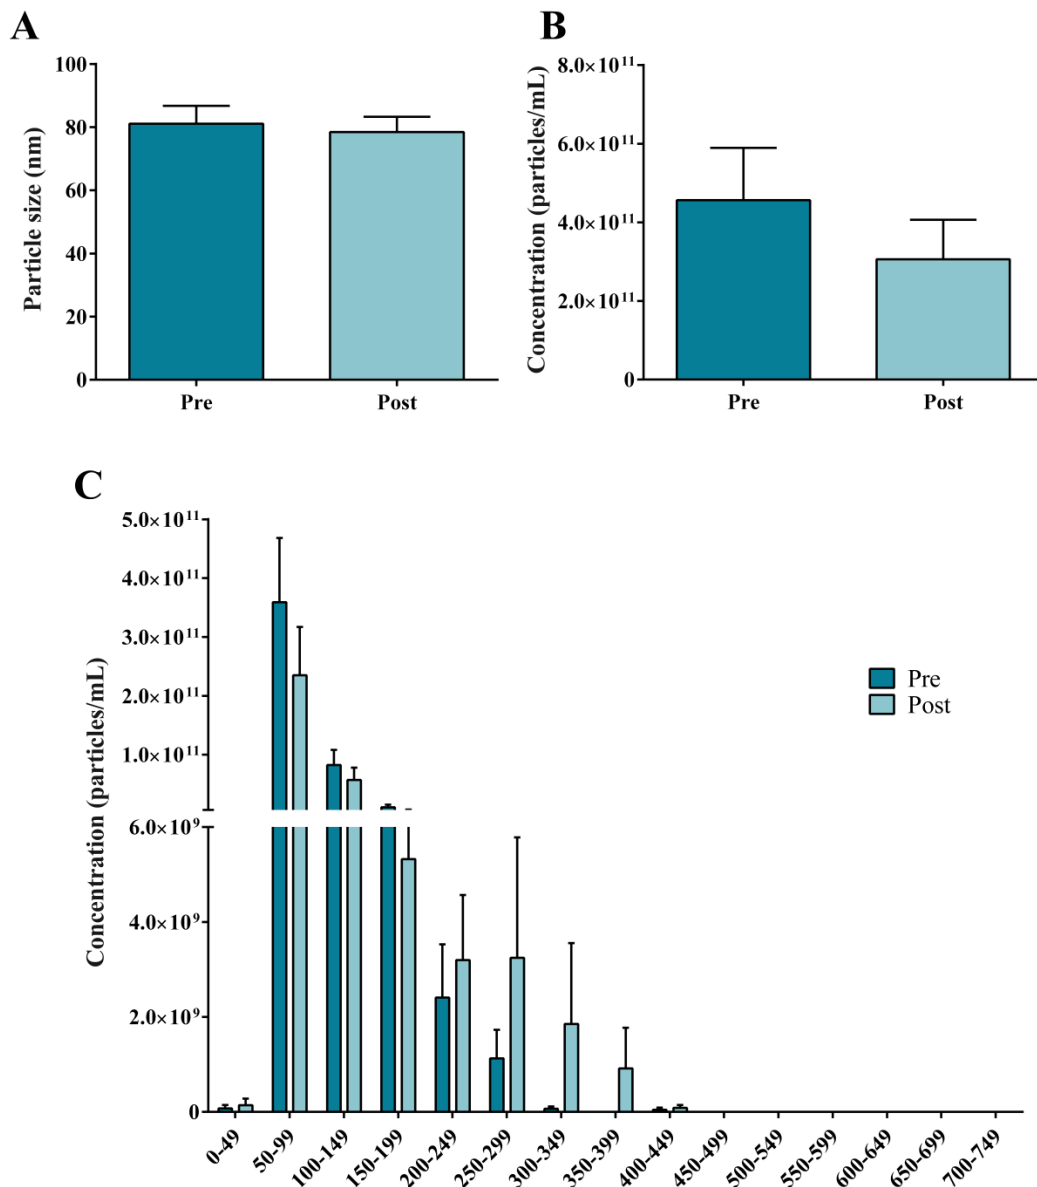 A
Particle size (nm)
100
80
60
40
20
0
Pre
Post
B
Concentration (particles/mL)
8.0×10¹¹
6.0×10¹¹
4.0×10¹¹
2.0×10¹¹
0
Pre
Post
C
Concentration (particles/mL)
5.0×10¹¹
4.0×10¹¹
3.0×10¹¹
2.0×10¹¹
1.0×10¹¹
6.0×10⁹
4.0×10⁹
2.0×10⁹
0
Pre
Post
0-49
50-99
100-149
150-199
200-249
250-299
300-349
350-399
400-449
450-499
500-549
550-599
600-649
650-699
700-749